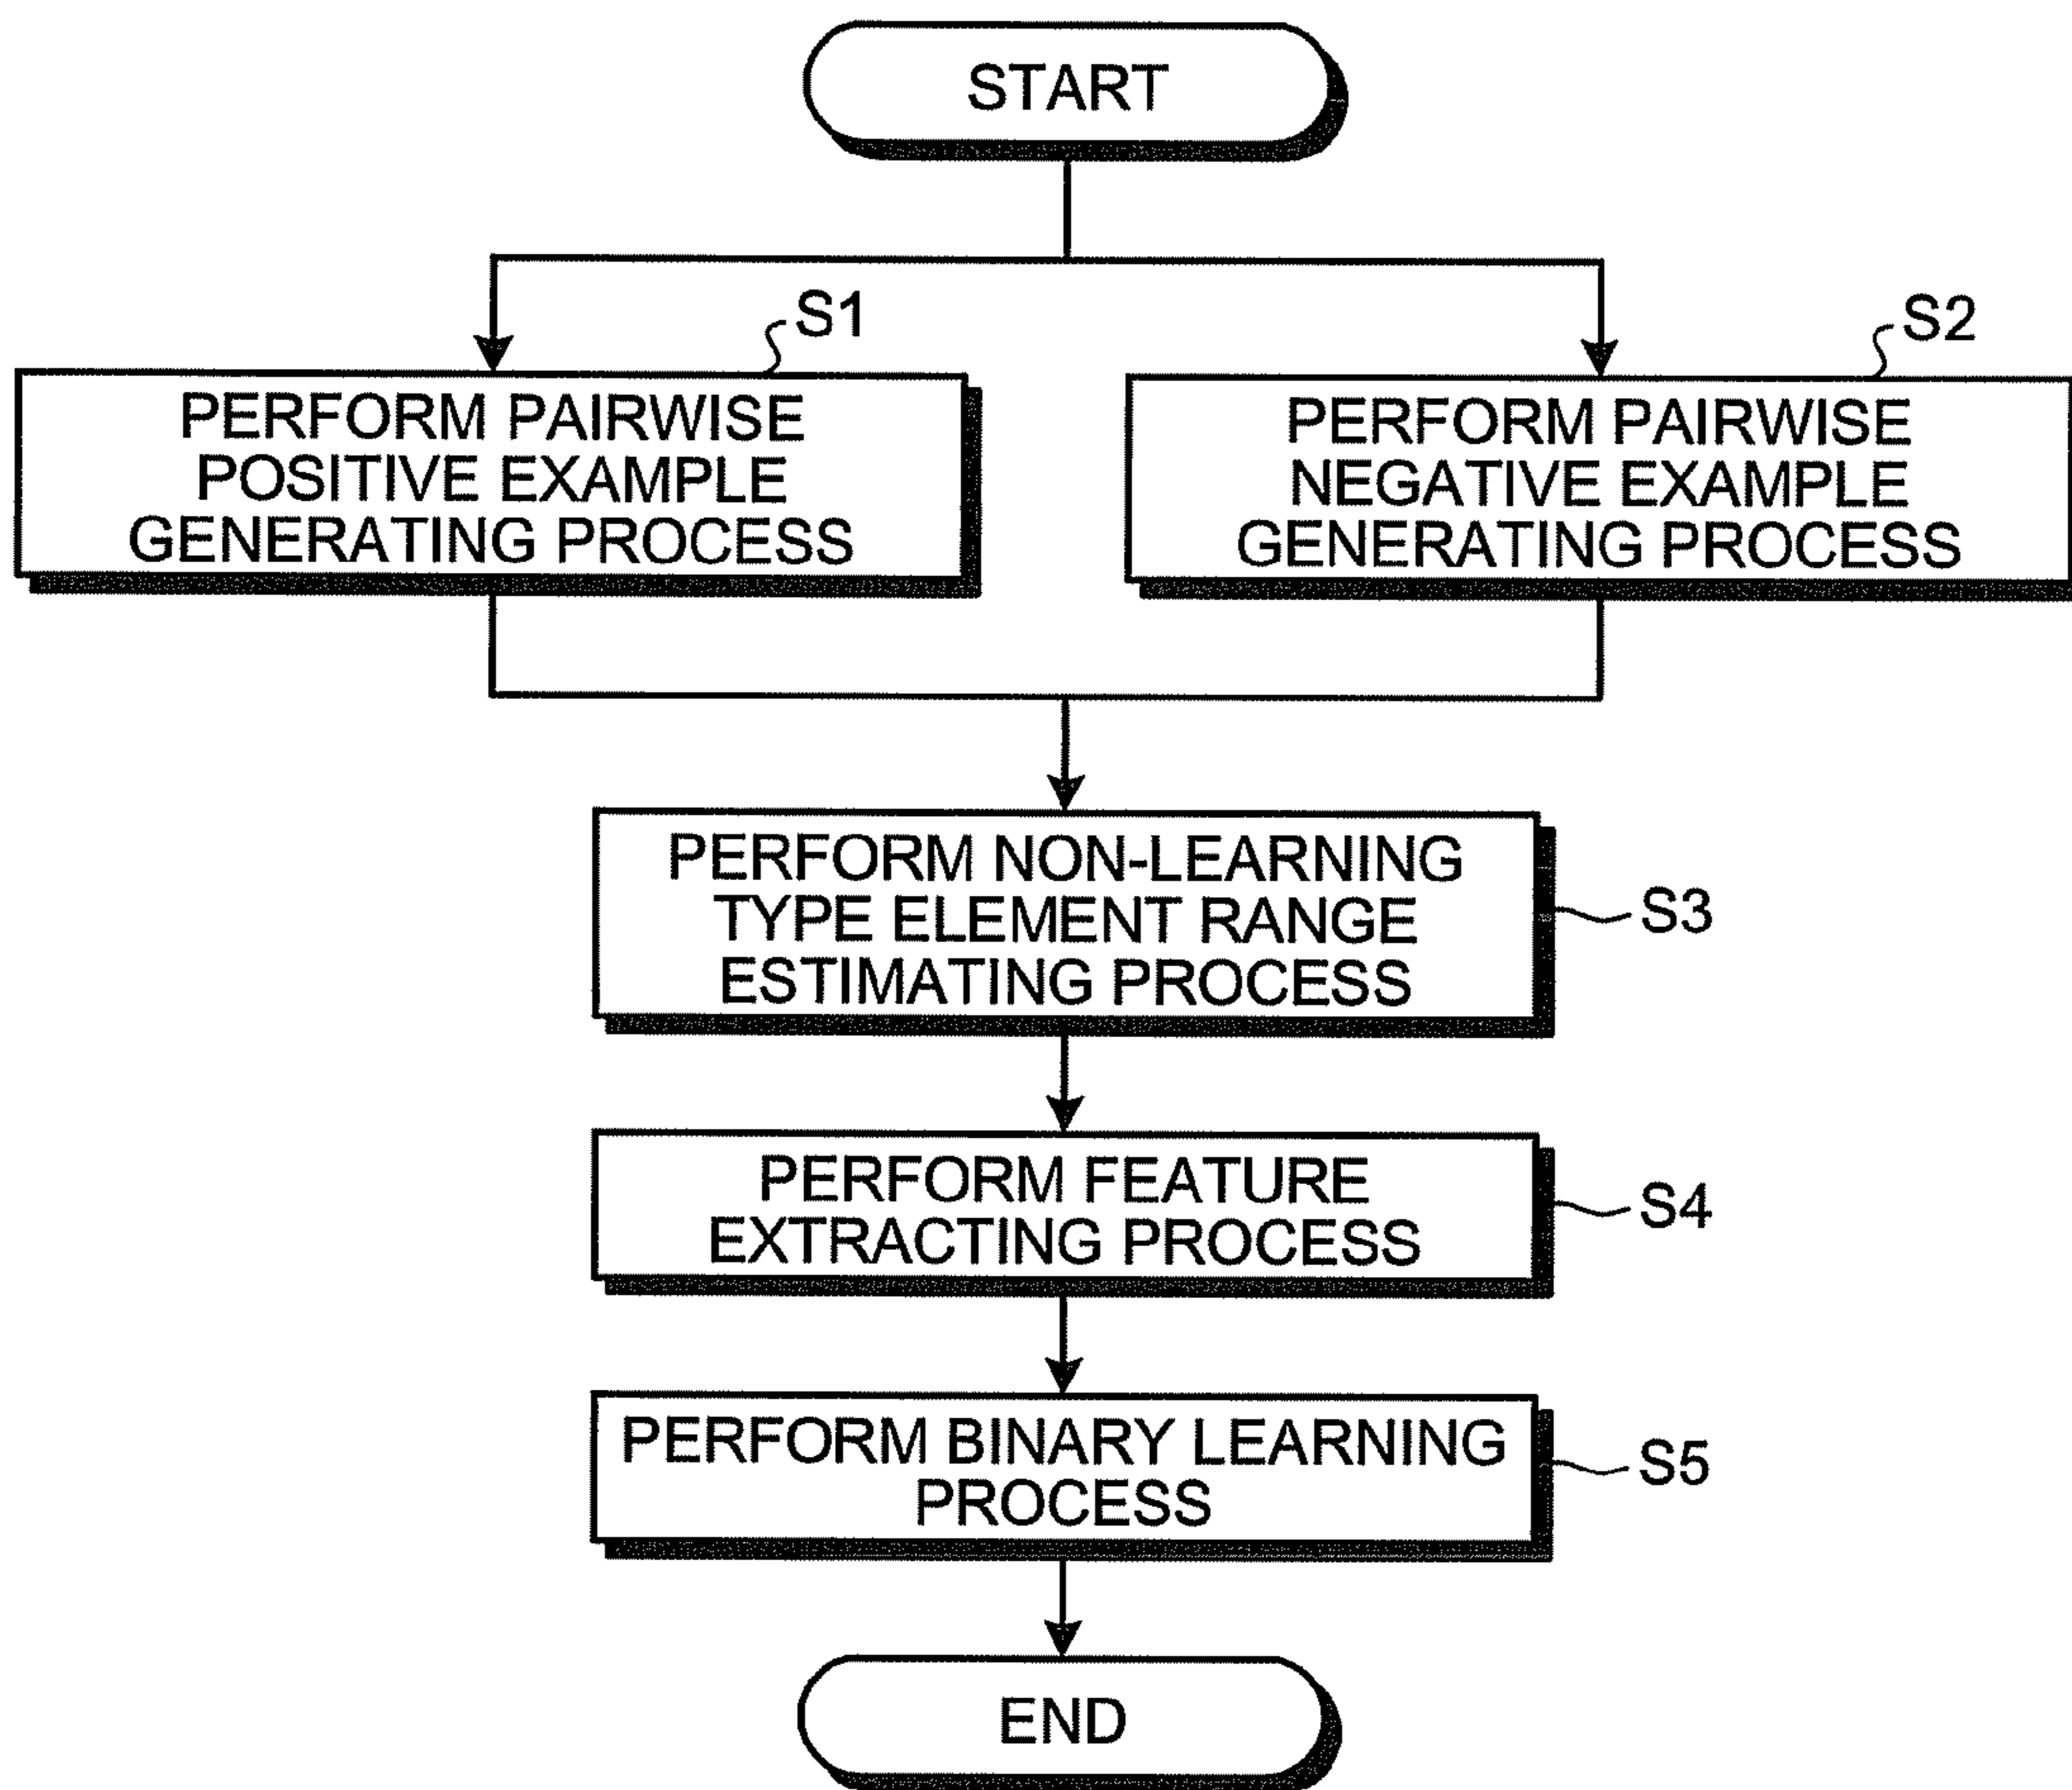 START
S1
S2
PERFORM PAIRWISE
POSITIVE EXAMPLE
GENERATING PROCESS
PERFORM PAIRWISE
NEGATIVE EXAMPLE
GENERATING PROCESS
PERFORM NON-LEARNING
TYPE ELEMENT RANGE
ESTIMATING PROCESS
S3
PERFORM FEATURE
EXTRACTING PROCESS
S4
PERFORM BINARY LEARNING
PROCESS
S5
END